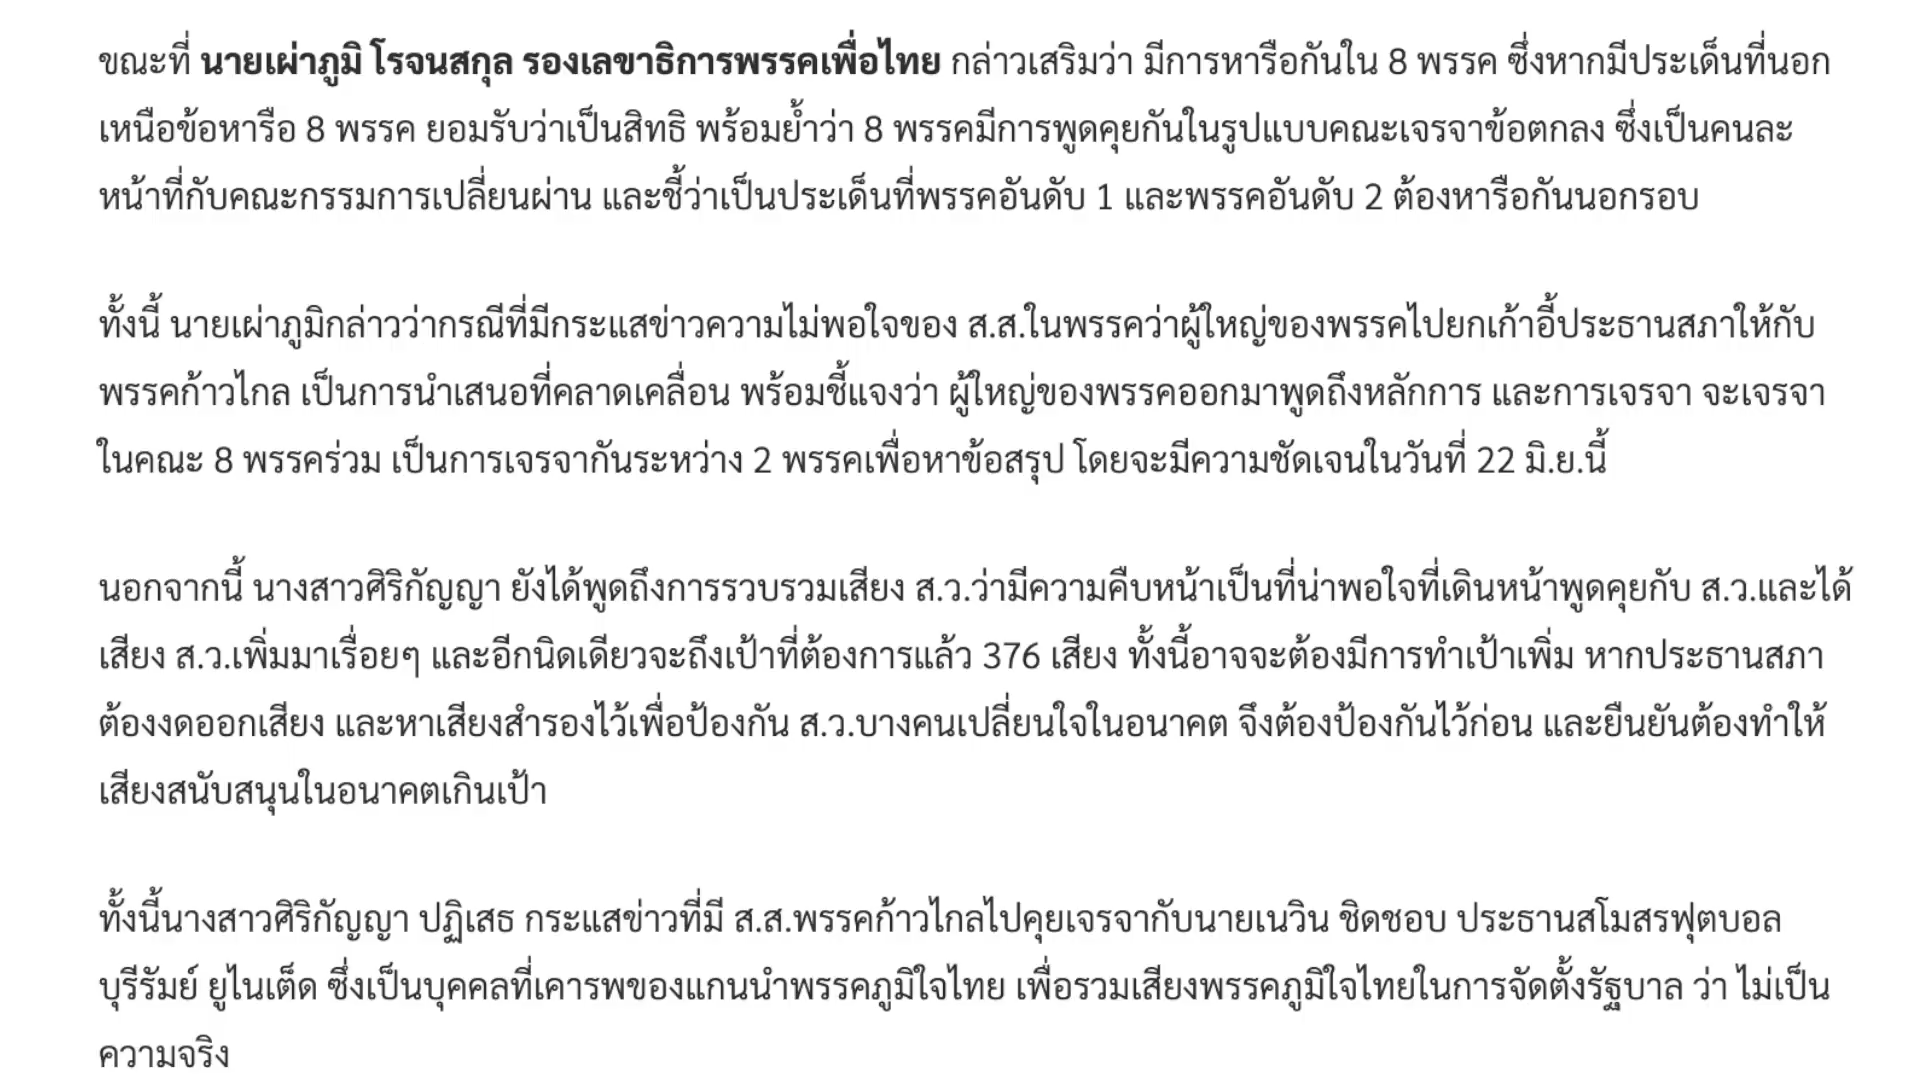 ขณะที่ นายเผ่าภูมิ โรจนสกุล รองเลขาธิการพรรคเพื่อไทย กล่าวเสริมว่า มีการหารือกันใน 8 พรรค ซึ่งหากมีประเด็นที่นอก
เหนือข้อหารือ 8 พรรค ยอมรับว่าเป็นสิทธิ พร้อมย้ำว่า 8 พรรคมีการพูดคุยกันในรูปแบบคณะเจรจาข้อตกลง ซึ่งเป็นคนละ
หน้าที่กับคณะกรรมการเปลี่ยนผ่าน และชี้ว่าเป็นประเด็นที่พรรคอันดับ 1 และพรรคอันดับ 2 ต้องหารือกันนอกรอบ
ทั้งนี้ นายเผ่าภูมิกล่าวว่ากรณีที่มีกระแสข่าวความไม่พอใจของ ส.ส.ในพรรคว่าผู้ใหญ่ของพรรคไปยกเก้าอี้ประธานสภาให้กับ
พรรคก้าวไกล เป็นการนำเสนอที่คลาดเคลื่อน พร้อมชี้แจงว่า ผู้ใหญ่ของพรรคออกมาพูดถึงหลักการ และการเจรจา จะเจรจา
ในคณะ 8 พรรคร่วม เป็นการเจรจากันระหว่าง 2 พรรคเพื่อหาข้อสรุป โดยจะมีความชัดเจนในวันที่ 22 มิ.ย.นี้
นอกจากนี้ นางสาวศิริกัญญา ยังได้พูดถึงการรวบรวมเสียง ส.ว.ว่ามีความคืบหน้าเป็นที่น่าพอใจที่เดินหน้าพูดคุยกับ ส.ว.และได้
เสียง ส.ว.เพิ่มมาเรื่อยๆ และอีกนิดเดียวจะถึงเป้าที่ต้องการแล้ว 376 เสียง ทั้งนี้อาจจะต้องมีการทำเป้าเพิ่ม หากประธานสภา
ต้องงดออกเสียง และหาเสียงสำรองไว้เพื่อป้องกัน ส.ว.บางคนเปลี่ยนใจในอนาคต จึงต้องป้องกันไว้ก่อน และยืนยันต้องทำให้
เสียงสนับสนุนในอนาคตเกินเป้า
ทั้งนี้นางสาวศิริกัญญา ปฏิเสธ กระแสข่าวที่มี ส.ส.พรรคก้าวไกลไปคุยเจรจากับนายเนวิน ชิดชอบ ประธานสโมสรฟุตบอล
บุรีรัมย์ ยูไนเต็ด ซึ่งเป็นบุคคลที่เคารพของแกนนำพรรคภูมิใจไทย เพื่อรวมเสียงพรรคภูมิใจไทยในการจัดตั้งรัฐบาล ว่า ไม่เป็น
ความจริง